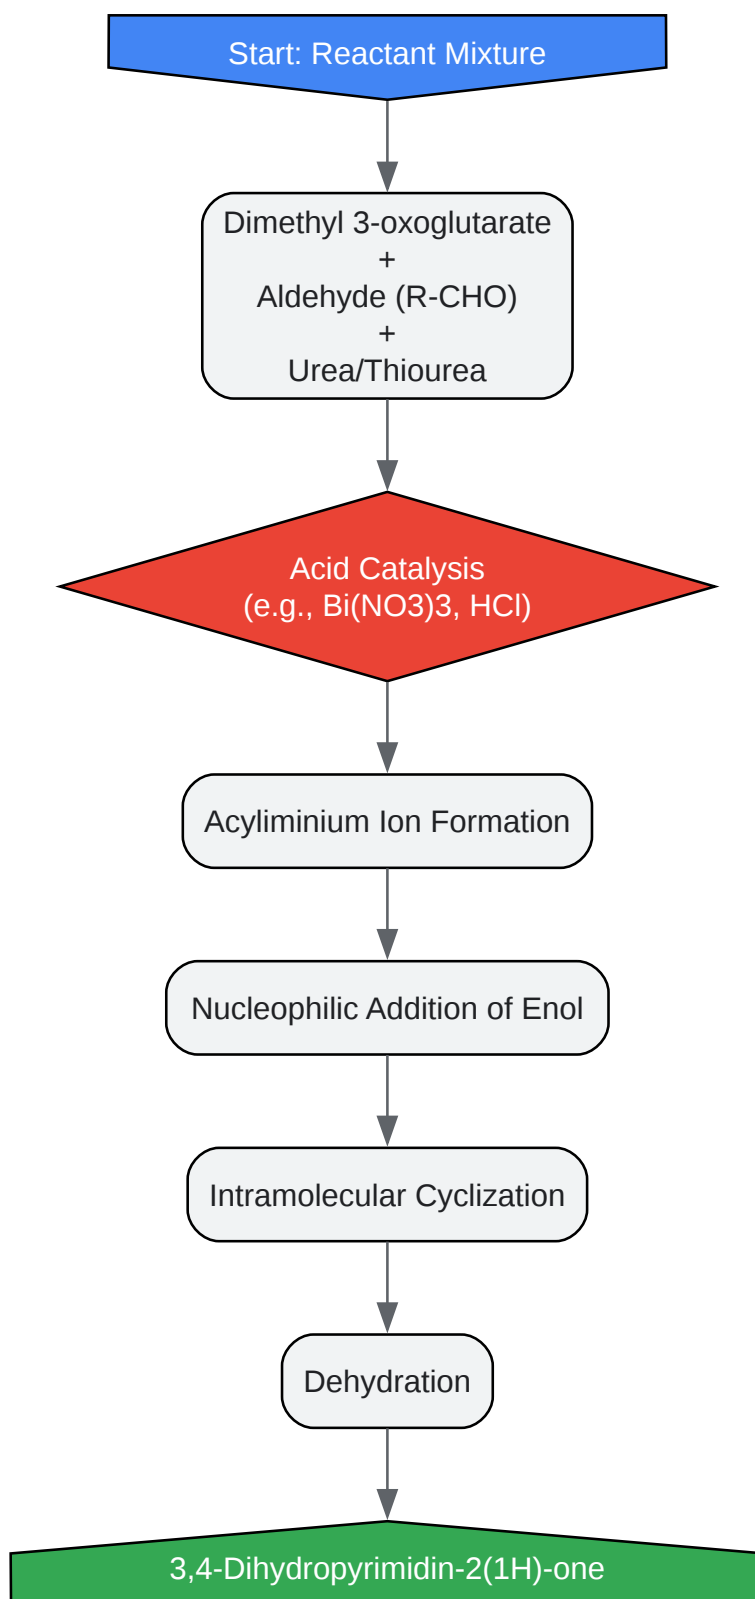 Start: Reactant Mixture
Dimethyl 3-oxoglutarate
+
Aldehyde (R-CHO)
+
Urea/Thiourea
Acid Catalysis
(e.g., Bi(NO3)3, HCl)
Acyliminium Ion Formation
Nucleophilic Addition of Enol
Intramolecular Cyclization
Dehydration
3,4-Dihydropyrimidin-2(1H)-one